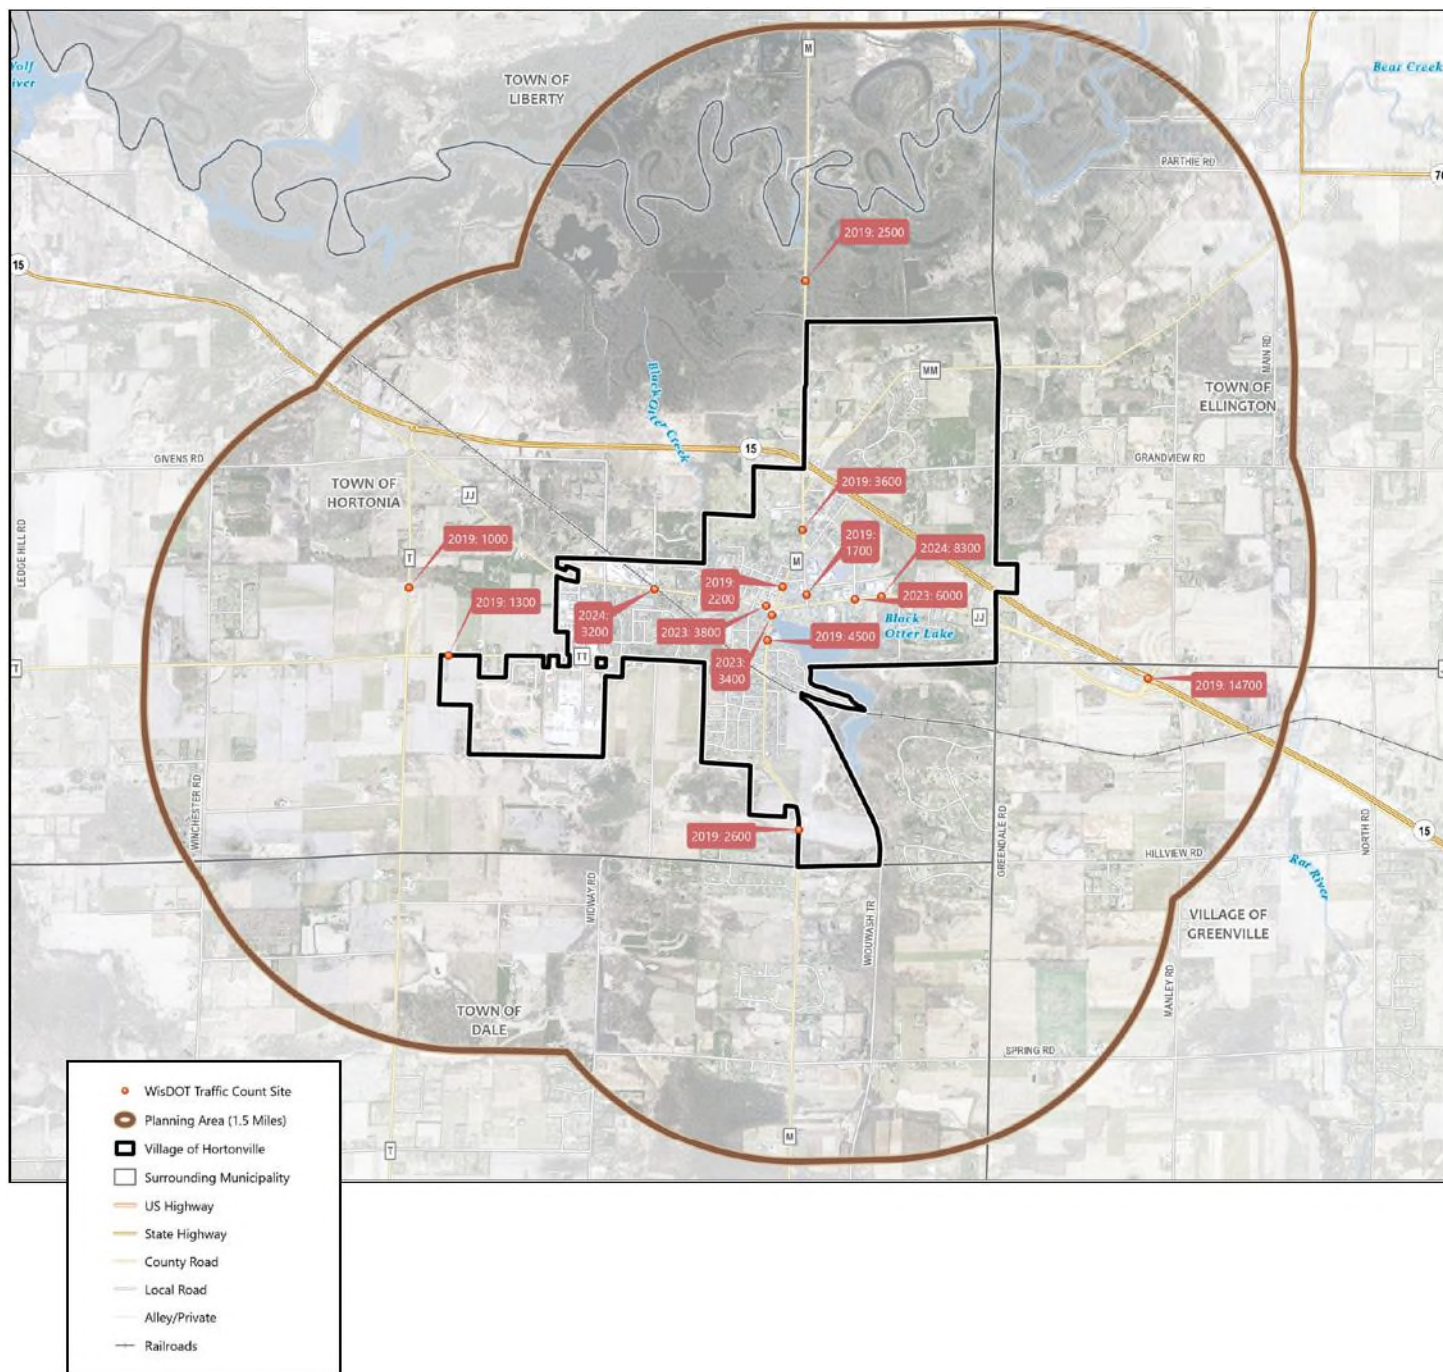 M
Bear Creek
Wolf
River
TOWN OF
LIBERTY
PARTHIE RD
76
2019: 2500
15
MAIN RD
MM
TOWN OF
ELLINGTON
Black
Otter Creek
15
GIVENS RD
GRANDVIEW RD
TOWN OF
HORTONIA
JJ
2019: 3600
LEDGE HILL RD
2019: 1000
2019:
1700
2024: 8300
T
M
2019: 1300
2019:
2200
2023: 6000
2024:
3200
2023: 3800
Black
Otter Lake
JJ
2019: 4500
TT
2023:
3400
T
2019: 14700
WINCHESTER RD
2019: 2600
GREENDALE RD
NORTH RD
15
HILLVIEW RD
Rat River
MIDWAY RD
WIOUWASH TR
VILLAGE OF
GREENVILLE
MANLEY RD
TOWN OF
DALE
SPRING RD
M
T
WisDOT Traffic Count Site
Planning Area (1.5 Miles)
Village of Hortonville
Surrounding Municipality
US Highway
State Highway
County Road
Local Road
Alley/Private
Railroads